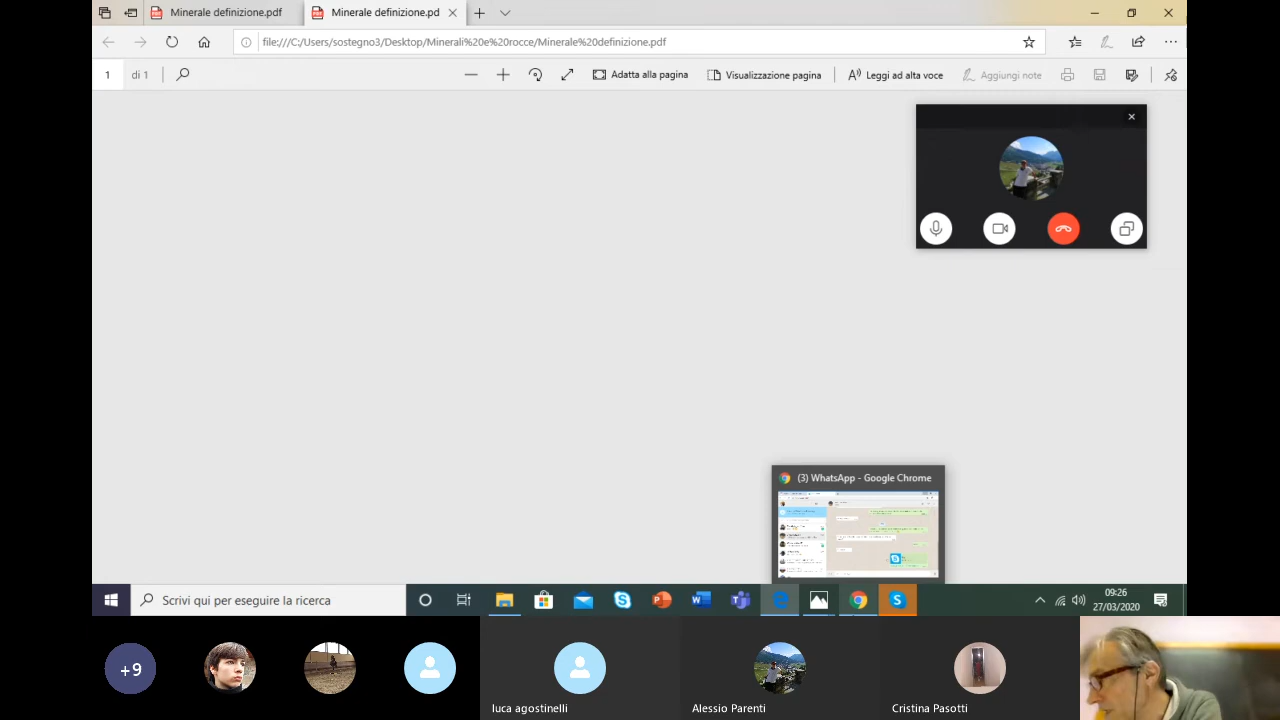 Minerale definizione.pdf
Minerale definizione.pd
file:///C:/Users/sostegno3/Desktop/Minerali%20e%20rocce/Minerale%20definizione.pdf
1 di 1
Adatta alla pagina
Visualizzazione pagina
Leggi ad alta voce
Aggiungi note
(3) WhatsApp - Google Chrome
Scrivi qui per eseguire la ricerca
09:26
27/03/2020
+9
luca agostinelli
Alessio Parenti
Cristina Pasotti